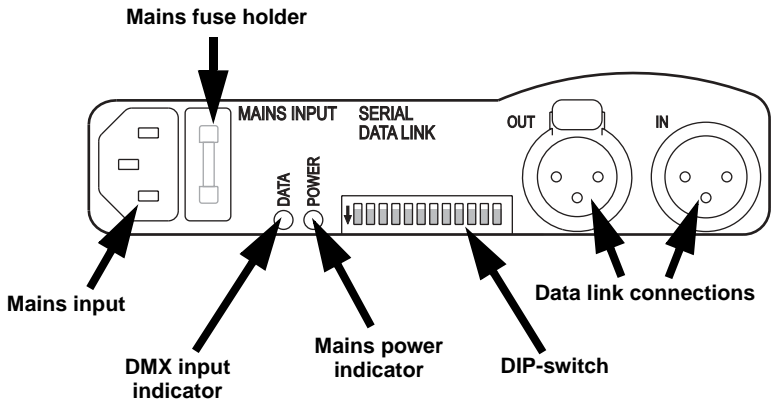 Mains fuse holder
MAINS INPUT
SERIAL
DATA LINK
OUT
IN
DATA
POWER
Mains input
DMX input
indicator
Mains power
indicator
DIP-switch
Data link connections